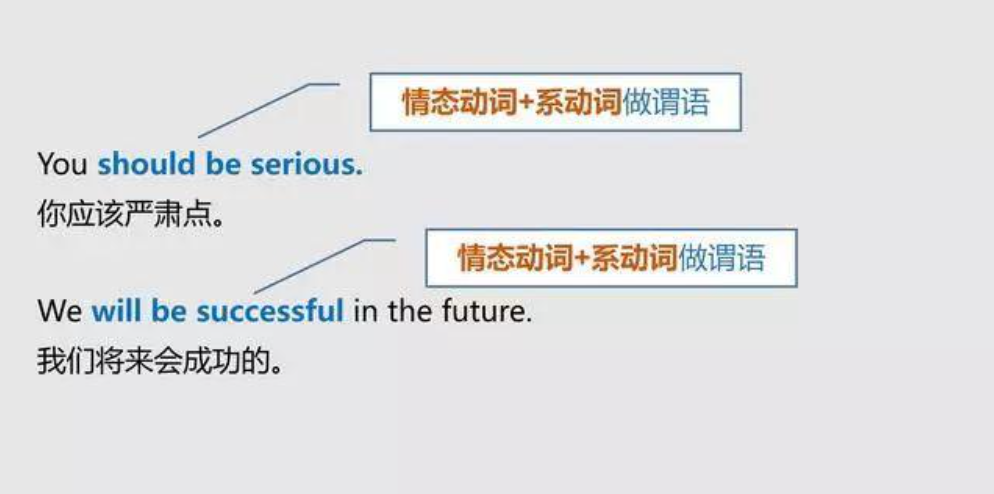 情态动词+系动词做谓语
You should be serious.
你应该严肃点。
情态动词+系动词做谓语
We will be successful in the future.
我们将来会成功的。